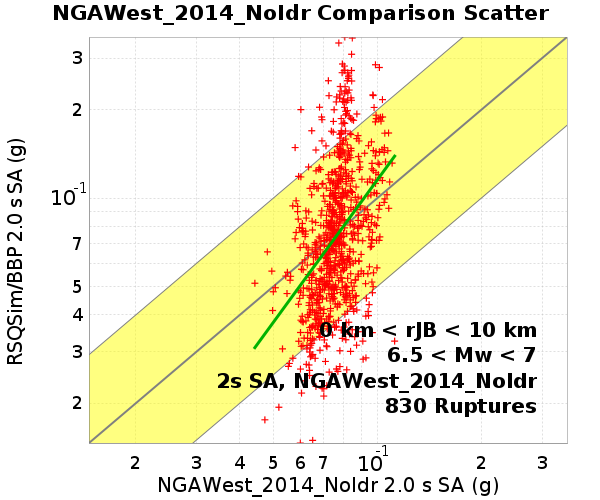 NGAWest_2014_NoIdr Comparison Scatter
RSQSim/BBP 2.0 s SA (g)
3
2
10^-1
7
5
4
3
2
0 km < rJB < 10 km
6.5 < Mw < 7
2s SA, NGAWest_2014_NoIdr
830 Ruptures
2 3 4 5 6 7 10^-1 2 3
NGAWest_2014_NoIdr 2.0 s SA (g)